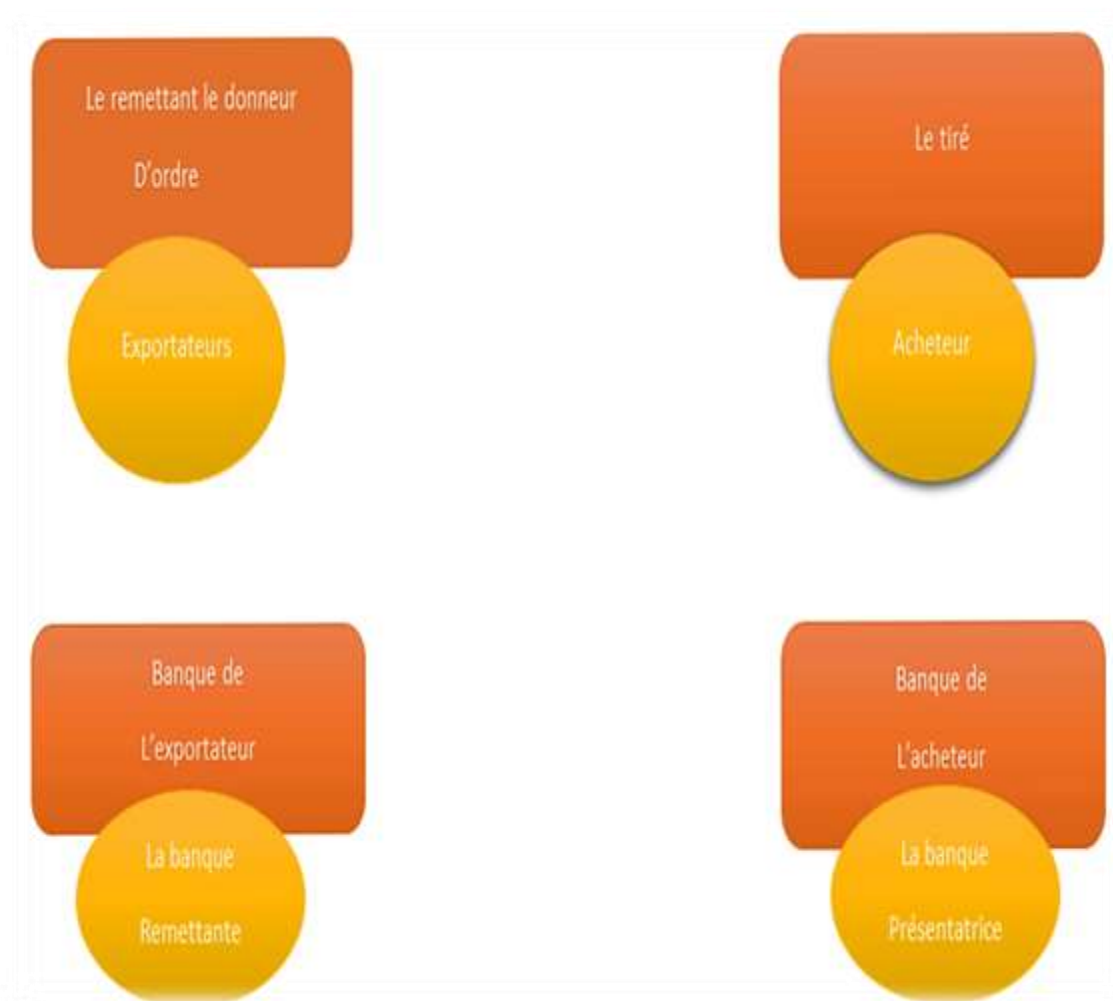 Le remettant le donneur
D'ordre
Exportateurs
Le tiré
Acheteur
Banque de
L'exportateur
La banque
Remettante
Banque de
L'acheteur
La banque
Présentatrice